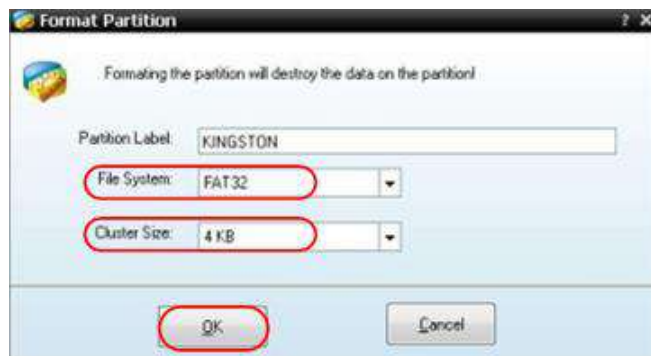 Format Partition
? X
Formating the partition will destroy the data on the partition!
Partition Label: KINGSTON
File System: FAT32
Cluster Size: 4 KB
OK Cancel